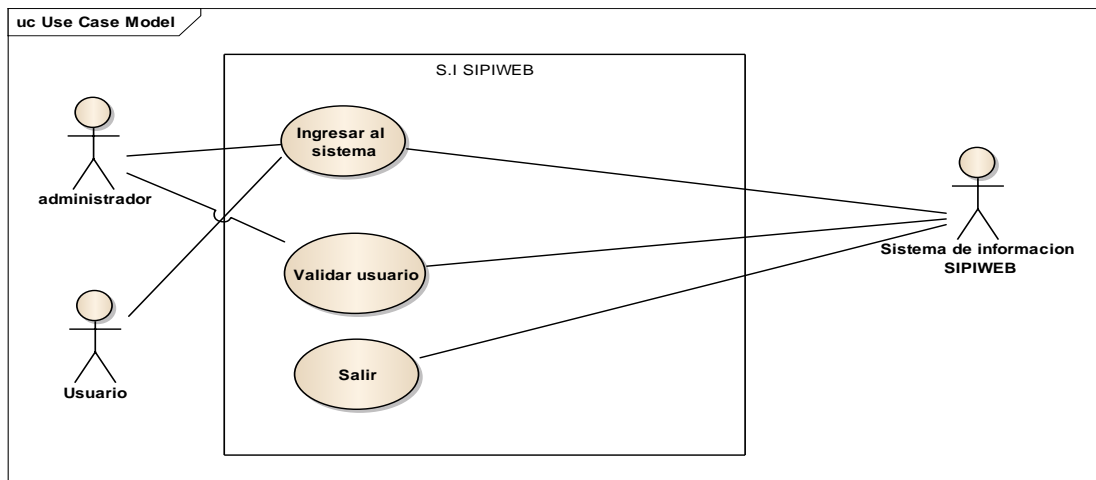 uc Use Case Model
S.I SIPIWEB
Ingresar al
sistema
administrador
Validar usuario
Sistema de informacion
SIPIWEB
Salir
Usuario